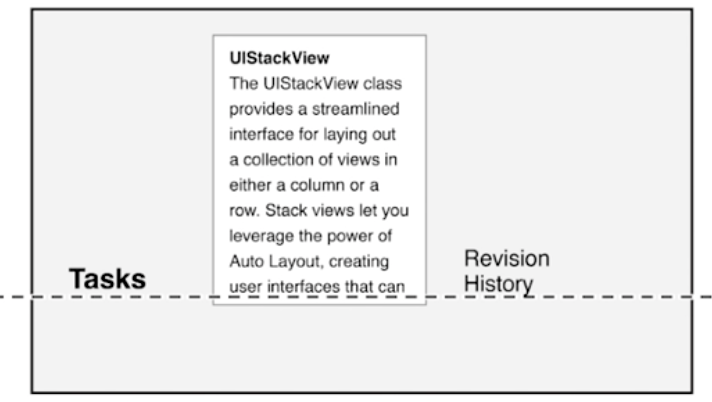 UIStackView
The UIStackView class
provides a streamlined
interface for laying out
a collection of views in
either a column or a
row. Stack views let you
leverage the power of
Auto Layout, creating
user interfaces that can
Tasks
Revision
History